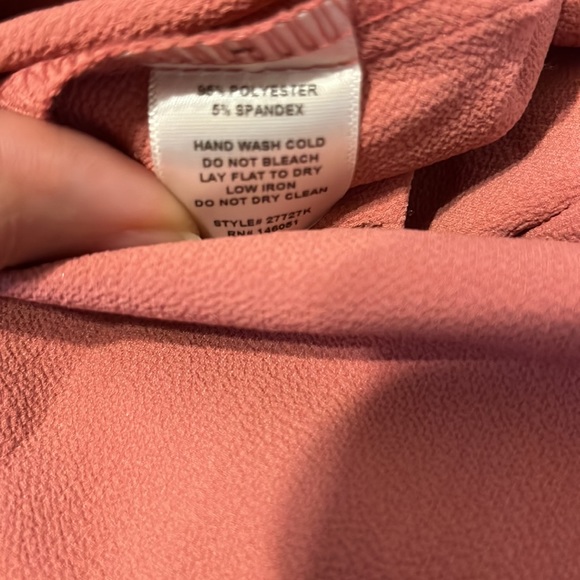 95% POLYESTER
5% SPANDEX
HAND WASH COLD
DO NOT BLEACH
LAY FLAT TO DRY
LOW IRON
DO NOT DRY CLEAN
STYLE# 27727K
RN# 146051